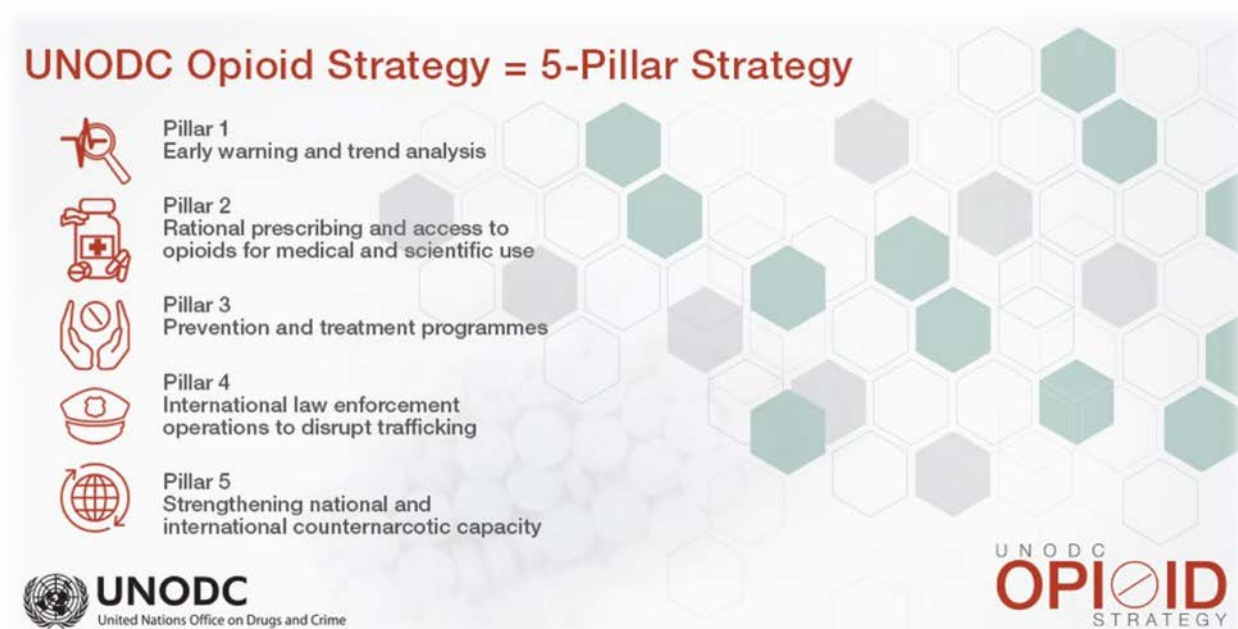 UNODC Opioid Strategy = 5-Pillar Strategy
Pillar 1
Early warning and trend analysis
Pillar 2
Rational prescribing and access to
opioids for medical and scientific use
Pillar 3
Prevention and treatment programmes
Pillar 4
International law enforcement
operations to disrupt trafficking
Pillar 5
Strengthening national and
international counternarcotic capacity
UNODC
United Nations Office on Drugs and Crime
UNODC
OPIOID
STRATEGY